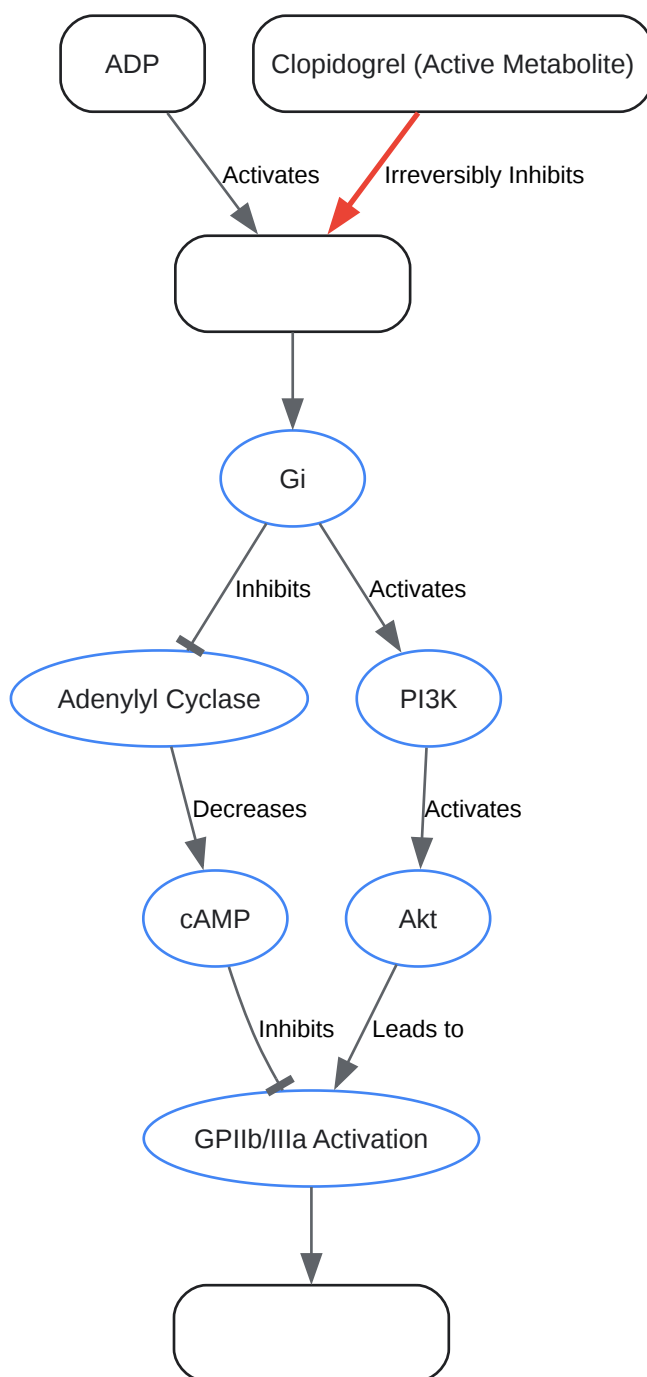 ADP
Clopidogrel (Active Metabolite)
Activates
Irreversibly Inhibits
Gi
Inhibits
Activates
Adenylyl Cyclase
PI3K
Decreases
Activates
cAMP
Akt
Inhibits
Leads to
GPIIb/IIIa Activation